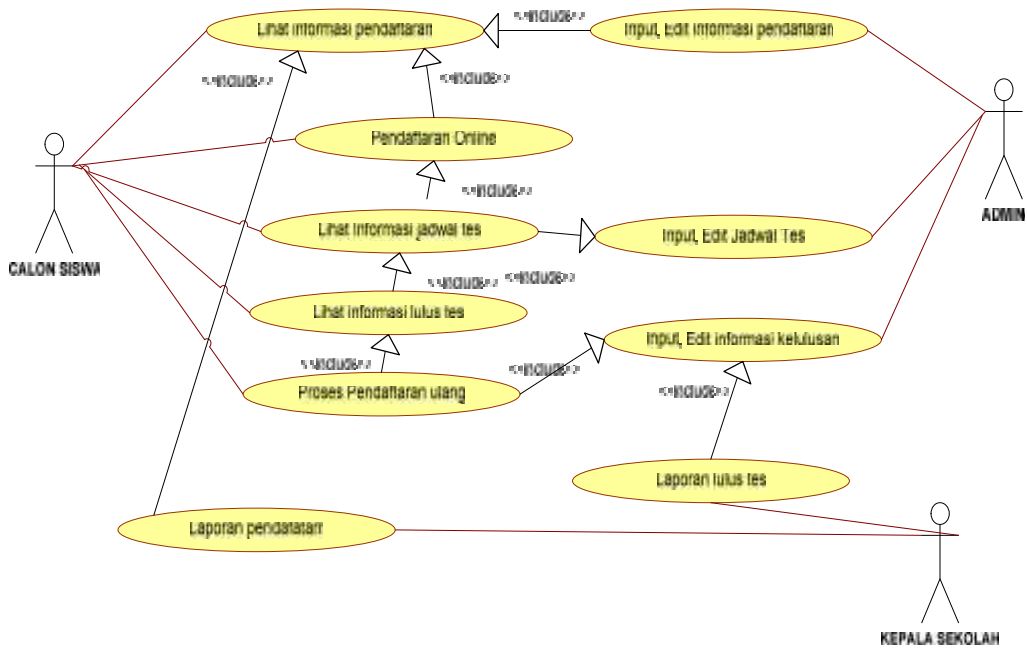 Lihat Informasi pendaftaran
<<include>>
Input, Edit Informasi pendaftaran
<<include>>
<<include>>
Pendaftaran Online
<<include>>
CALON SISWA
ADMIN
Lihat Informasi jadwal tes
Input, Edit Jadwal Tes
<<include>>
<<include>>
Lihat Informasi lulus tes
Input, Edit informasi kelulusan
<<include>>
<<include>>
Proses Pendaftaran ulang
<<include>>
Laporan lulus tes
Laporan pendafatarn
KEPALA SEKOLAH